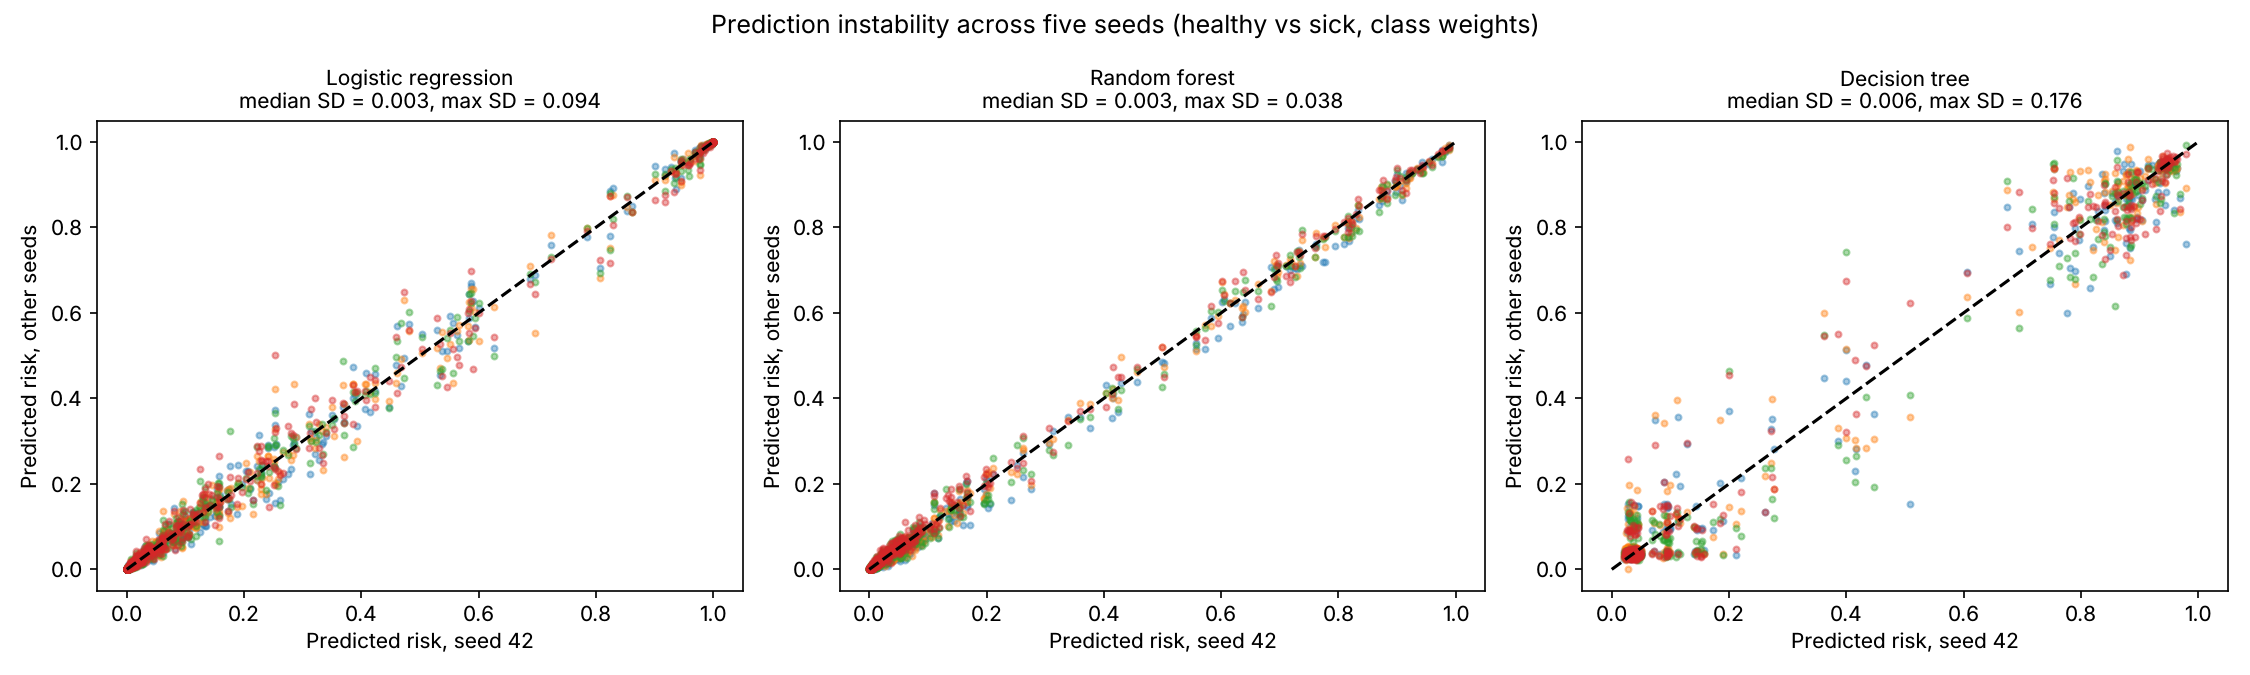 Prediction instability across five seeds (healthy vs sick, class weights)
Logistic regression
median SD = 0.003, max SD = 0.094
Predicted risk, other seeds
1.0
0.8
0.6
0.4
0.2
0.0
0.0 0.2 0.4 0.6 0.8 1.0
Predicted risk, seed 42
Random forest
median SD = 0.003, max SD = 0.038
Predicted risk, other seeds
1.0
0.8
0.6
0.4
0.2
0.0
0.0 0.2 0.4 0.6 0.8 1.0
Predicted risk, seed 42
Decision tree
median SD = 0.006, max SD = 0.176
Predicted risk, other seeds
1.0
0.8
0.6
0.4
0.2
0.0
0.0 0.2 0.4 0.6 0.8 1.0
Predicted risk, seed 42